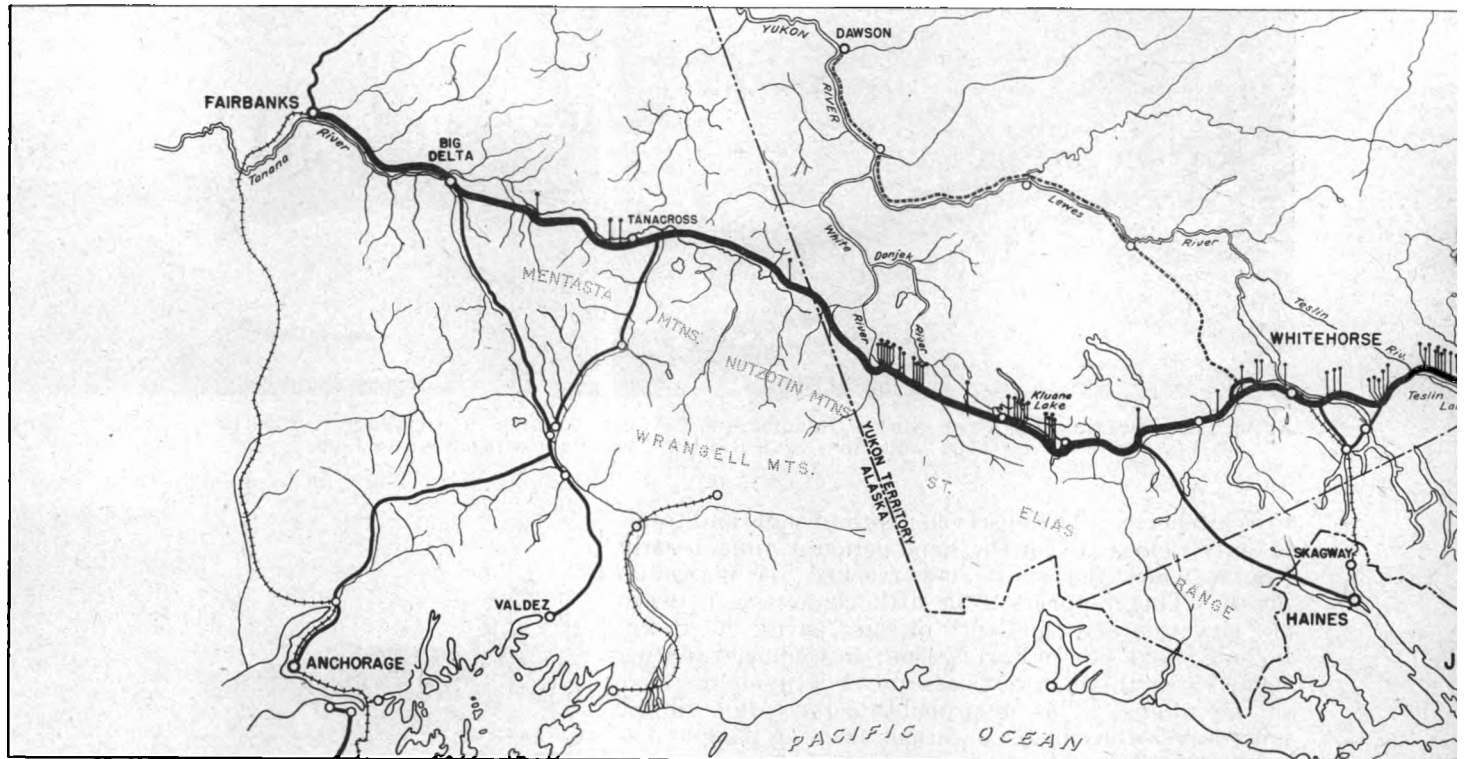 YUKON
DAWSON
RIVER
FAIRBANKS
River
Tanana
BIG
DELTA
TANACROSS
Lewes
River
White
Donjek
River
River
MENTASTA
MTNS.
NUTZOTIN MTNS.
WRANGELL MTS.
Teslin
Riv.
WHITEHORSE
Teslin
Kluane
Lake
YUKON TERRITORY
ALASKA
ST.
ELIAS
RANGE
SKAGWAY
HAINES
VALDEZ
ANCHORAGE
PACIFIC OCEAN